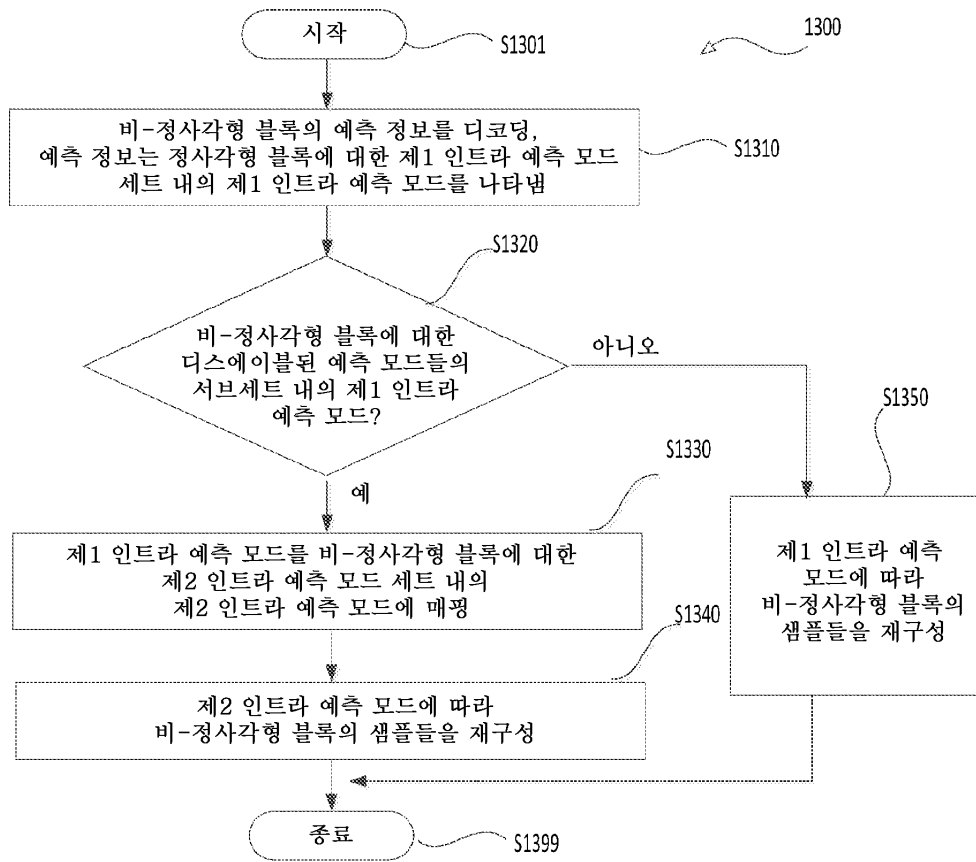 시작
S1301
1300
비-정사각형 블록의 예측 정보를 디코딩,
예측 정보는 정사각형 블록에 대한 제1 인트라 예측 모드
세트 내의 제1 인트라 예측 모드를 나타냄
S1310
S1320
비-정사각형 블록에 대한
디스에이블된 예측 모드들의
서브세트 내의 제1 인트라
예측 모드?
아니오
예
S1330
S1350
제1 인트라 예측 모드를 비-정사각형 블록에 대한
제2 인트라 예측 모드 세트 내의
제2 인트라 예측 모드에 매핑
제1 인트라 예측
모드에 따라
비-정사각형 블록의
샘플들을 재구성
S1340
제2 인트라 예측 모드에 따라
비-정사각형 블록의 샘플들을 재구성
종료
S1399